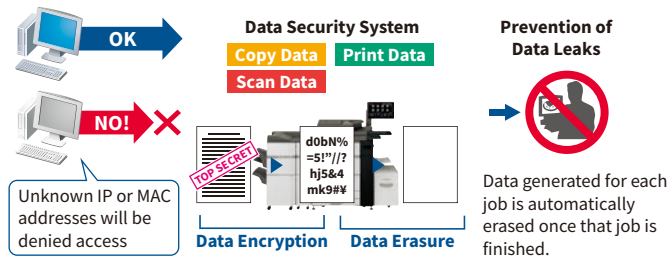 OK
NO!
Unknown IP or MAC
addresses will be
denied access
Data Security System
Copy Data
Print Data
Scan Data
TOP SECRET
d0bN%
=5!"//?
hj5&4
mk9#¥
Data Encryption
Data Erasure
Prevention of
Data Leaks
Data generated for each
job is automatically
erased once that job is
finished.